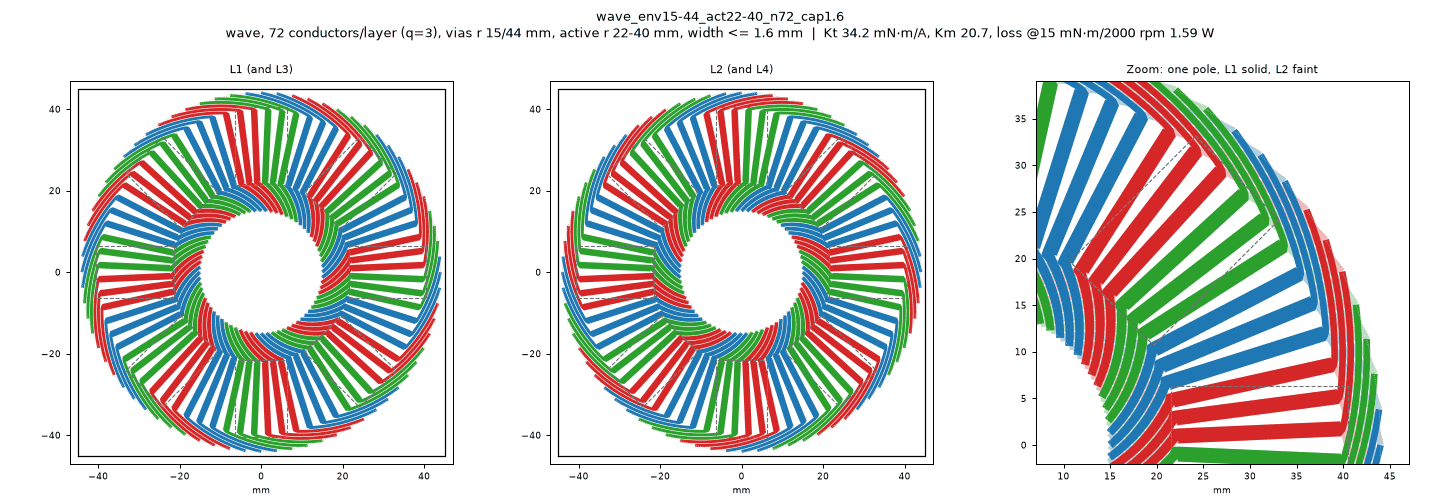 wave_env15-44_act22-40_n72_cap1.6
wave, 72 conductors/layer (q=3), vias r 15/44 mm, active r 22-40 mm, width <= 1.6 mm | Kt 34.2 mN·m/A, Km 20.7, loss @15 mN·m/2000 rpm 1.59 W
L1 (and L3)
40
20
0
−20
−40
−40 −20 0 20 40
mm
L2 (and L4)
40
20
0
−20
−40
−40 −20 0 20 40
mm
Zoom: one pole, L1 solid, L2 faint
35
30
25
20
15
10
5
0
10 15 20 25 30 35 40 45
mm